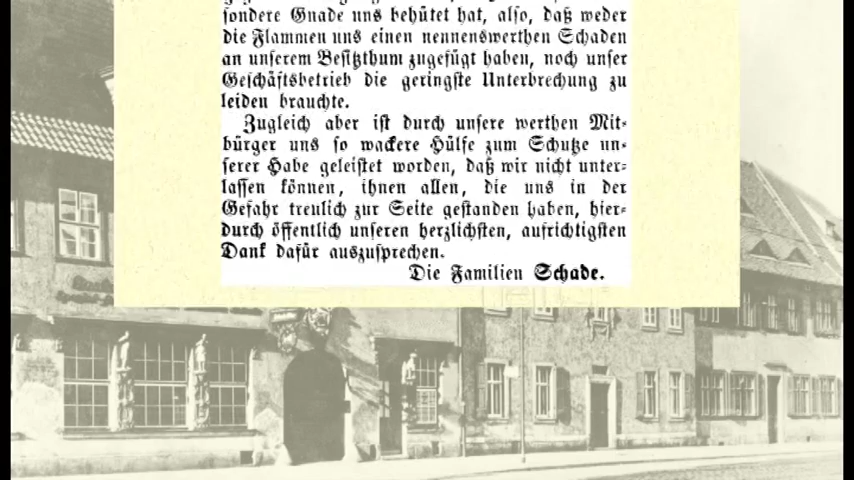 sondere Gnade uns behütet hat, also, daß weder
die Flammen uns einen nennenswerthen Schaden
an unserem Besitzthum zugefügt haben, noch unser
Geschäftsbetrieb die geringste Unterbrechung zu
leiden brauchte.
Zugleich aber ist durch unsere werthen Mit-
bürger uns so wackere Hülfe zum Schutze un-
serer Habe geleistet worden, daß wir nicht unter-
lassen können, ihnen allen, die uns in der
Gefahr treulich zur Seite gestanden haben, hier-
durch öffentlich unseren herzlichsten, aufrichtigsten
Dank dafür auszusprechen.
Die Familien Schade.